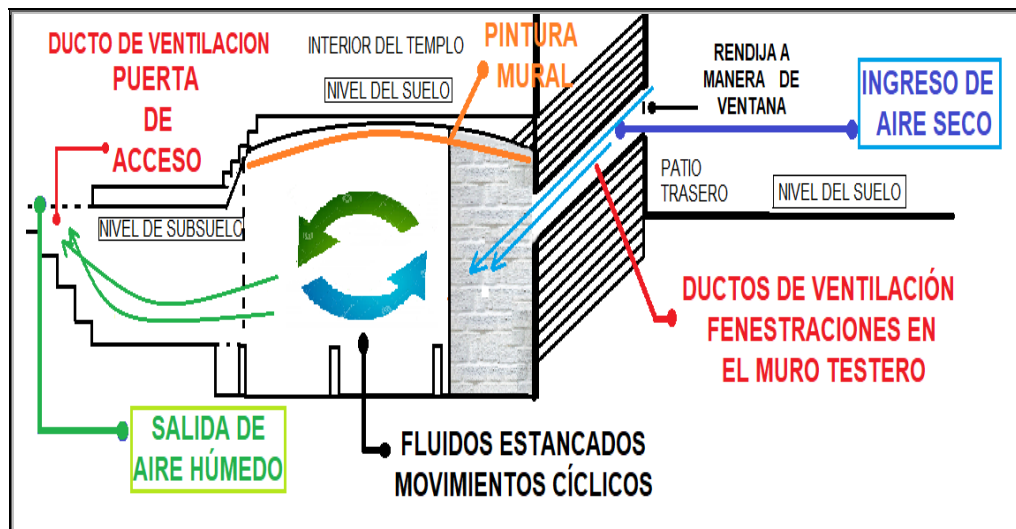 DUCTO DE VENTILACION
PUERTA
DE
ACCESO
INTERIOR DEL TEMPLO
NIVEL DEL SUELO
PINTURA
MURAL
RENDIJA A
MANERA DE
VENTANA
INGRESO DE
AIRE SECO
PATIO
TRASERO
NIVEL DEL SUELO
NIVEL DE SUBSUELO
DUCTOS DE VENTILACIÓN
FENESTRACIONES EN
EL MURO TESTERO
SALIDA DE
AIRE HÚMEDO
FLUIDOS ESTANCADOS
MOVIMIENTOS CÍCLICOS